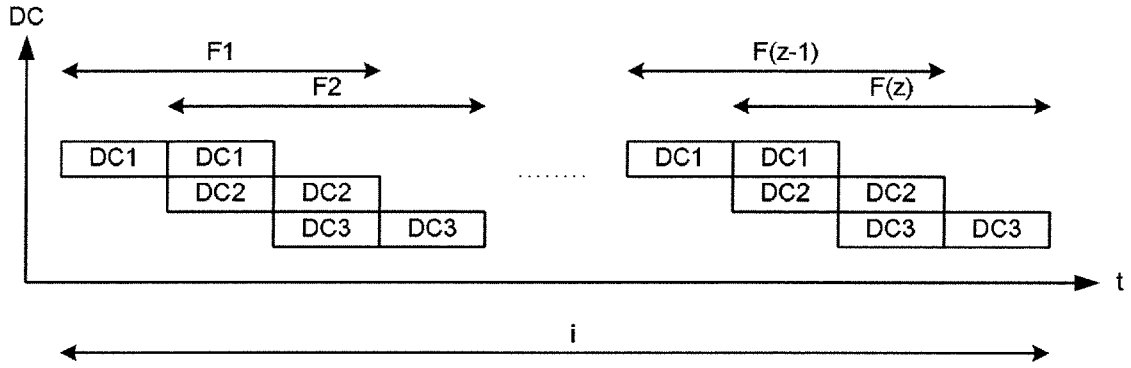 DC
F1 F(z-1)
F2 F(z)
DC1 DC1 ........ DC1 DC1
DC2 DC2 DC2 DC2
DC3 DC3 DC3 DC3
t
i